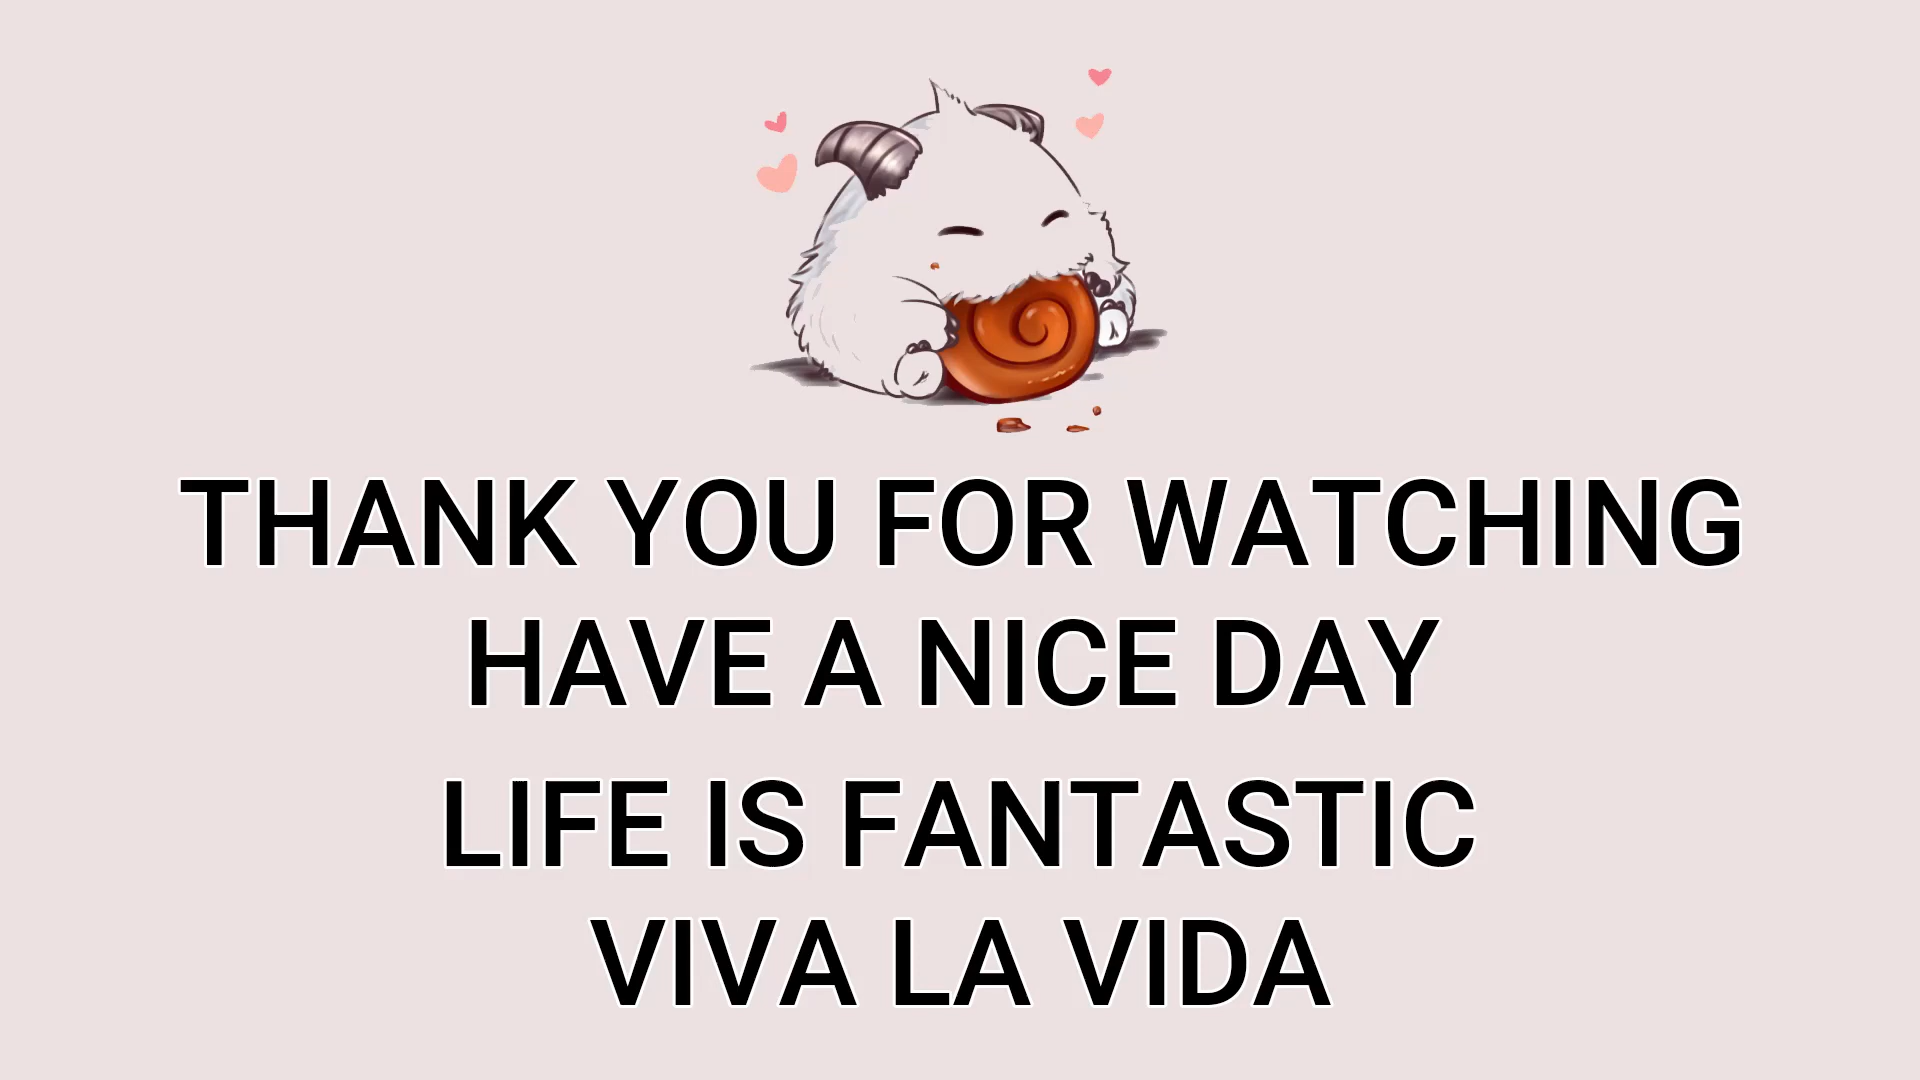 THANK YOU FOR WATCHING
HAVE A NICE DAY
LIFE IS FANTASTIC
VIVA LA VIDA